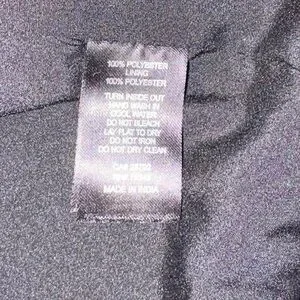 100% POLYESTER
LINING
100% POLYESTER
TURN INSIDE OUT
HAND WASH IN
COOL WATER
DO NOT BLEACH
LAY FLAT TO DRY
DO NOT IRON
DO NOT DRY CLEAN
MADE IN INDIA